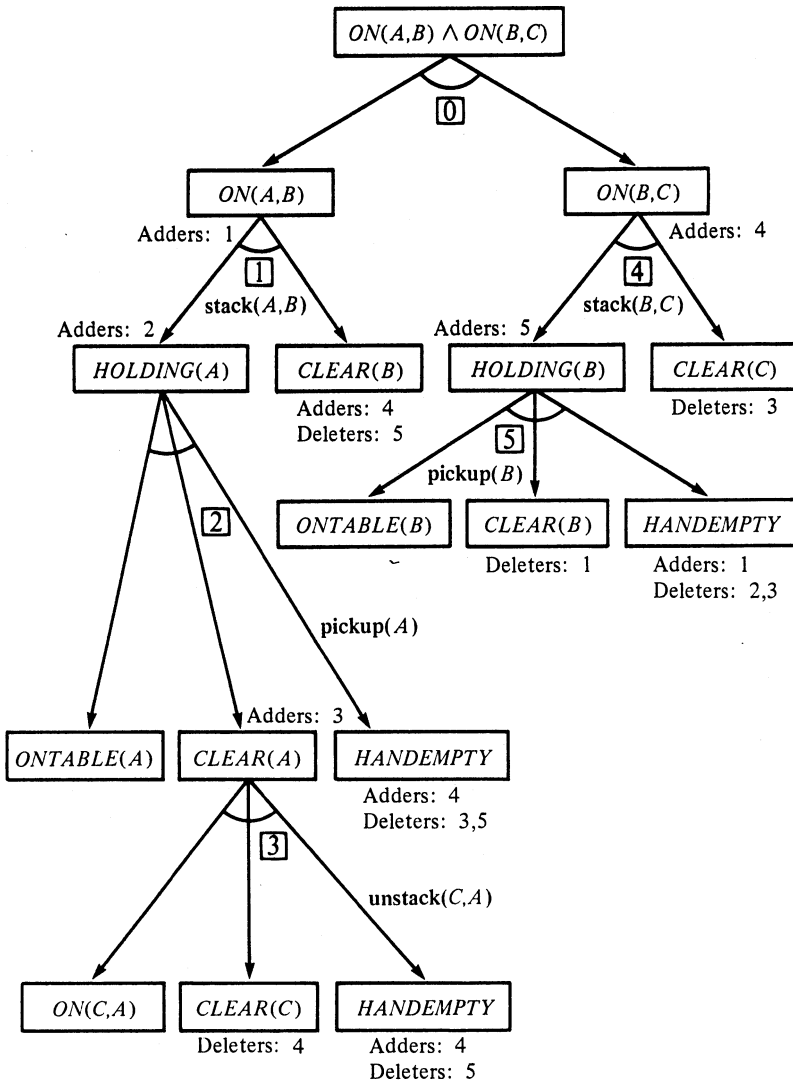 ON(A,B) ∧ ON(B,C)
0
ON(A,B)
ON(B,C)
Adders: 1
Adders: 4
1
4
stack(A,B)
stack(B,C)
Adders: 2
Adders: 5
HOLDING(A)
CLEAR(B)
HOLDING(B)
CLEAR(C)
Adders: 4
Deleters: 5
Deleters: 3
5
pickup(B)
ONTABLE(B)
CLEAR(B)
HANDEMPTY
2
Deleters: 1
Adders: 1
Deleters: 2,3
pickup(A)
Adders: 3
ONTABLE(A)
CLEAR(A)
HANDEMPTY
Adders: 4
Deleters: 3,5
3
unstack(C,A)
ON(C,A)
CLEAR(C)
HANDEMPTY
Deleters: 4
Adders: 4
Deleters: 5